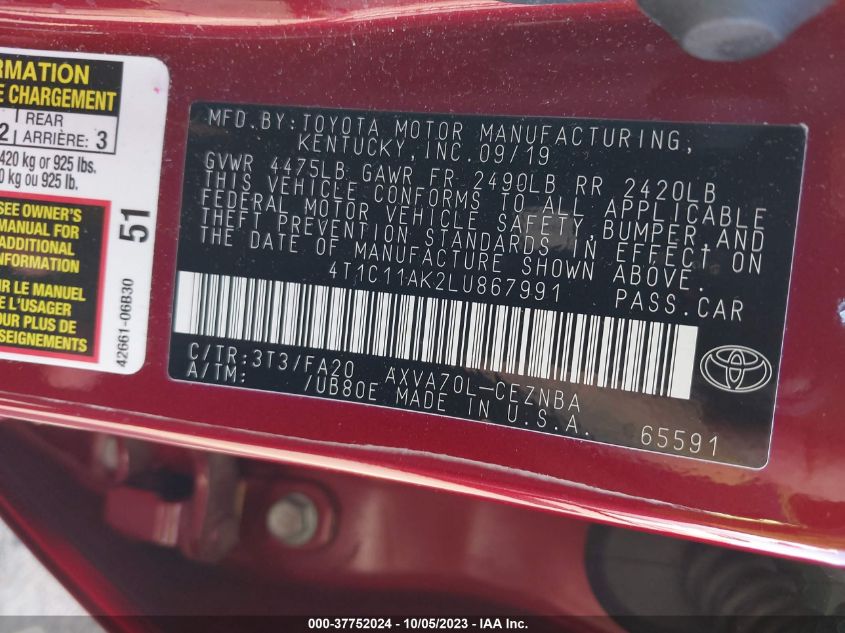 RMATION
E CHARGEMENT
2 | REAR
ARRIÈRE: 3
420 kg or 925 lbs.
0 kg ou 925 lb.
SEE OWNER'S
MANUAL FOR
ADDITIONAL
INFORMATION
IR LE MANUEL
DE L'USAGER
POUR PLUS DE
SEIGNEMENTS
51
42661-06B30
MFD.BY: TOYOTA MOTOR MANUFACTURING,
KENTUCKY, INC. 09/19
GVWR 4475LB GAWR FR 2490LB RR 2420LB
THIS VEHICLE CONFORMS TO ALL APPLICABLE
FEDERAL MOTOR VEHICLE SAFETY, BUMPER, AND
THEFT PREVENTION STANDARDS IN EFFECT ON
THE DATE OF MANUFACTURE SHOWN ABOVE.
4T1C11AK2LU867991 PASS.CAR
C/TR: 3T3/FA20 AXVA70L-CEZNBA
A/TM: /UB80E MADE IN U.S.A.
65591
000-37752024 - 10/05/2023 - IAA Inc.